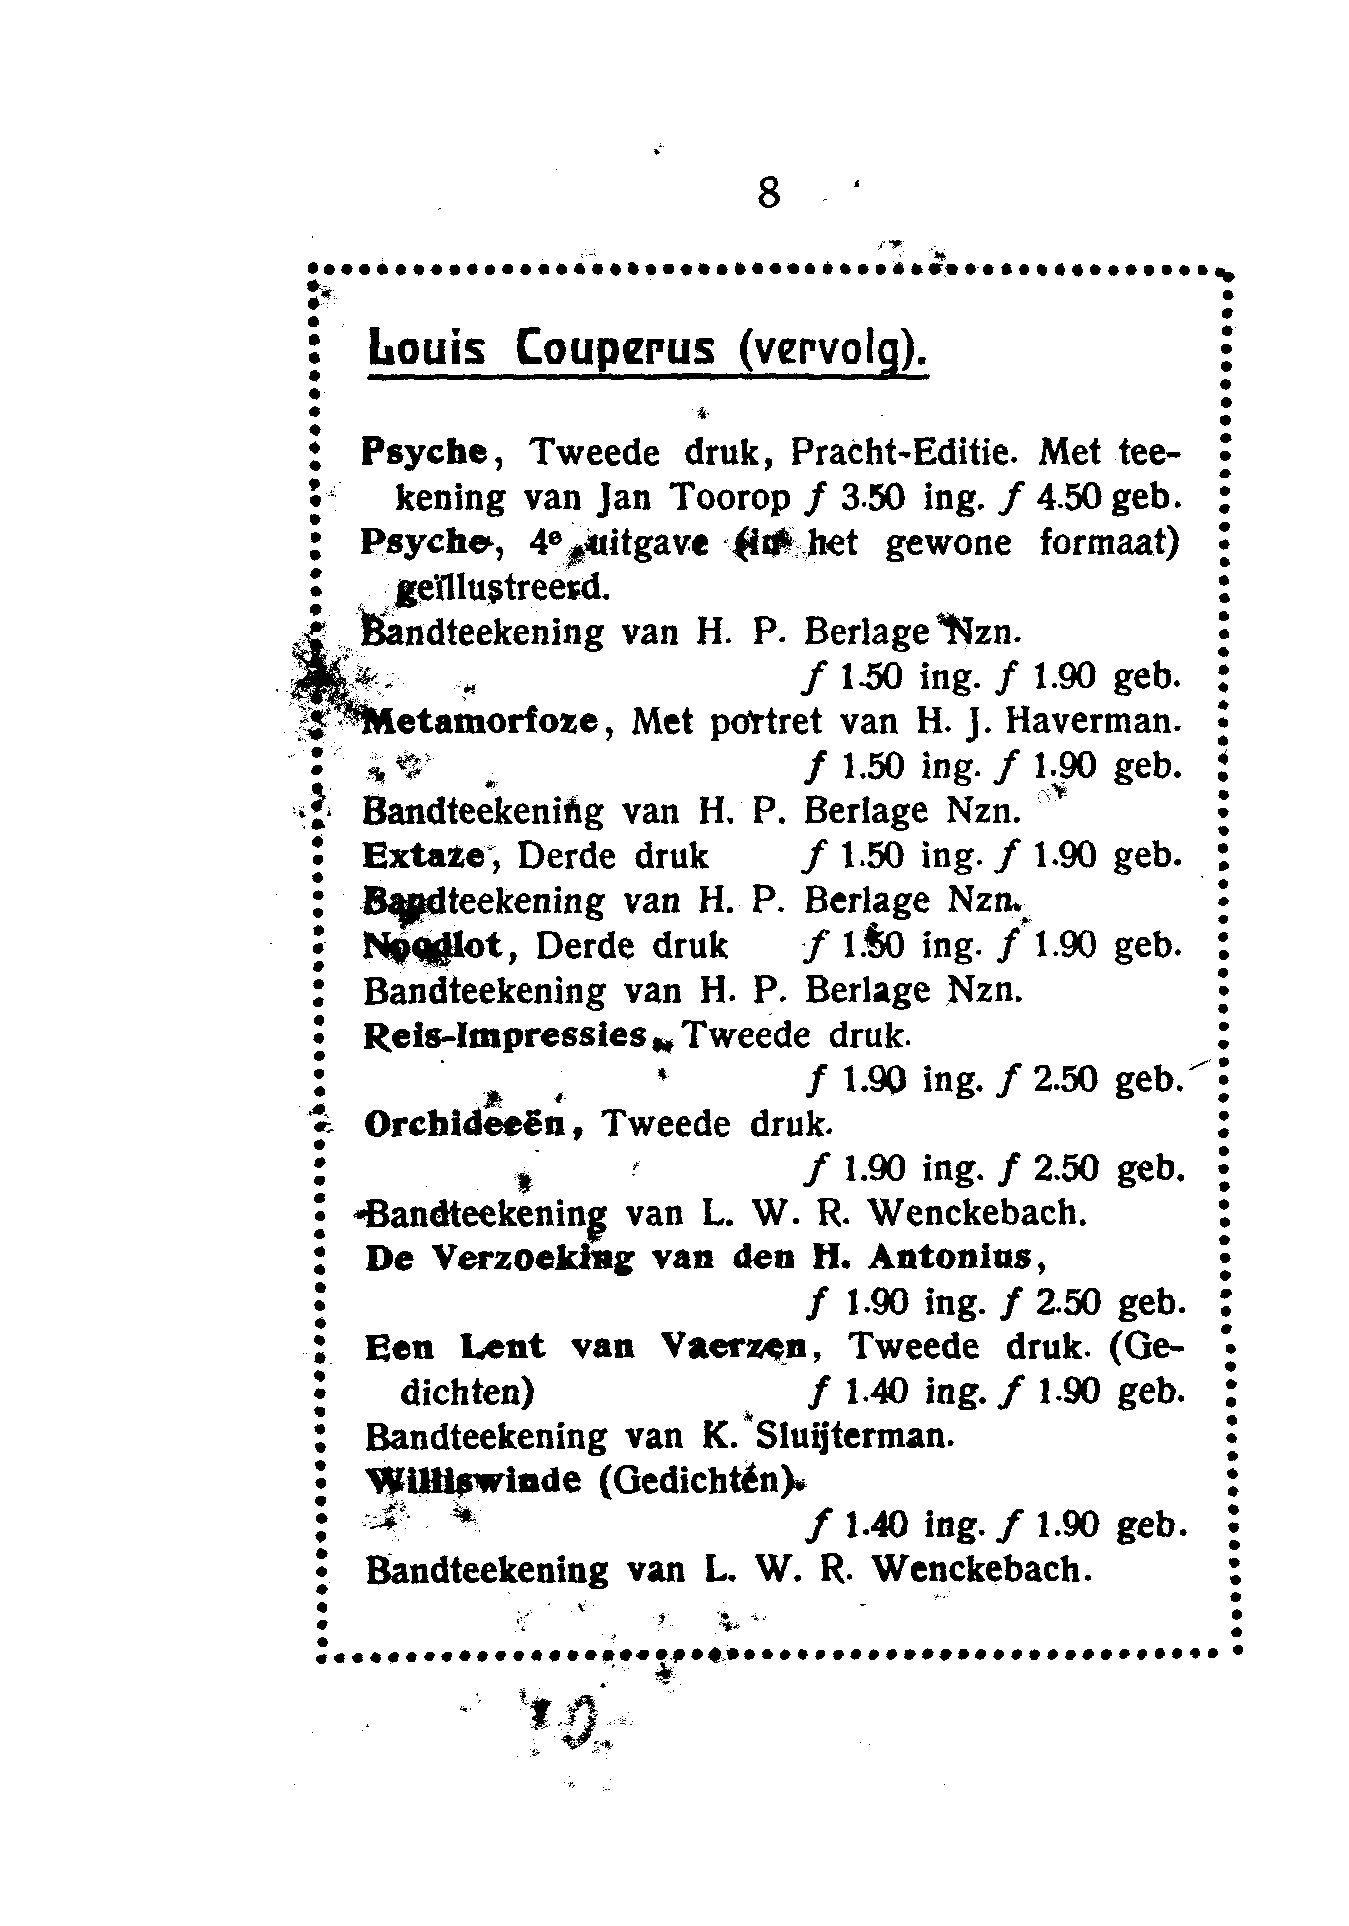 8
Louis Couperus (vervolg).
Psyche, Tweede druk, Pracht-Editie. Met tee-
kening van Jan Toorop f 3.50 ing. f 4.50 geb.
Psyche, 4e uitgave (in het gewone formaat)
geïllustreerd.
Bandteekening van H. P. Berlage Nzn.
f 1.50 ing. f 1.90 geb.
Metamorfoze, Met portret van H. J. Haverman.
f 1.50 ing. f 1.90 geb.
Bandteekening van H. P. Berlage Nzn.
Extaze, Derde druk f 1.50 ing. f 1.90 geb.
Bandteekening van H. P. Berlage Nzn.
Noodlot, Derde druk f 1.50 ing. f 1.90 geb.
Bandteekening van H. P. Berlage Nzn.
Reis-Impressies, Tweede druk.
f 1.90 ing. f 2.50 geb.
Orchideeën, Tweede druk.
f 1.90 ing. f 2.50 geb.
Bandteekening van L. W. R. Wenckebach.
De Verzoeking van den H. Antonius,
f 1.90 ing. f 2.50 geb.
Een Lent van Vaerzen, Tweede druk. (Ge-
dichten) f 1.40 ing. f 1.90 geb.
Bandteekening van K. Sluijterman.
Williswinde (Gedichten).
f 1.40 ing. f 1.90 geb.
Bandteekening van L. W. R. Wenckebach.